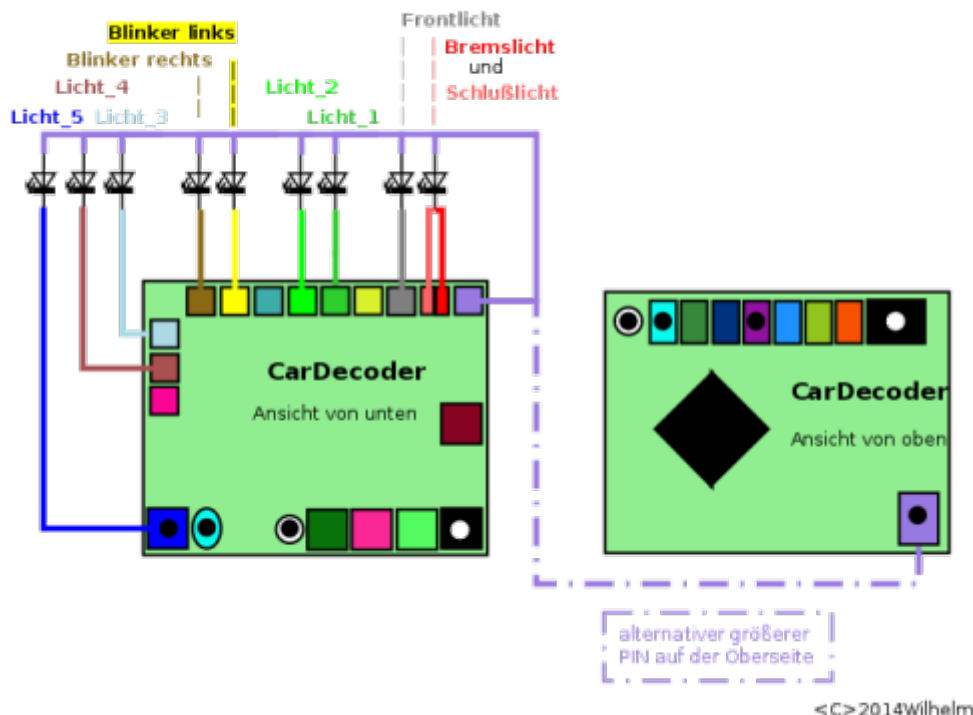 Frontlicht
Blinker links
Bremslicht
und
Blinker rechts
Licht_4
Licht_2
Schlußlicht
Licht_5
Licht_3
Licht_1
CarDecoder
Ansicht von unten
CarDecoder
Ansicht von oben
alternativer größerer
PIN auf der Oberseite
<C>2014Wilhelm